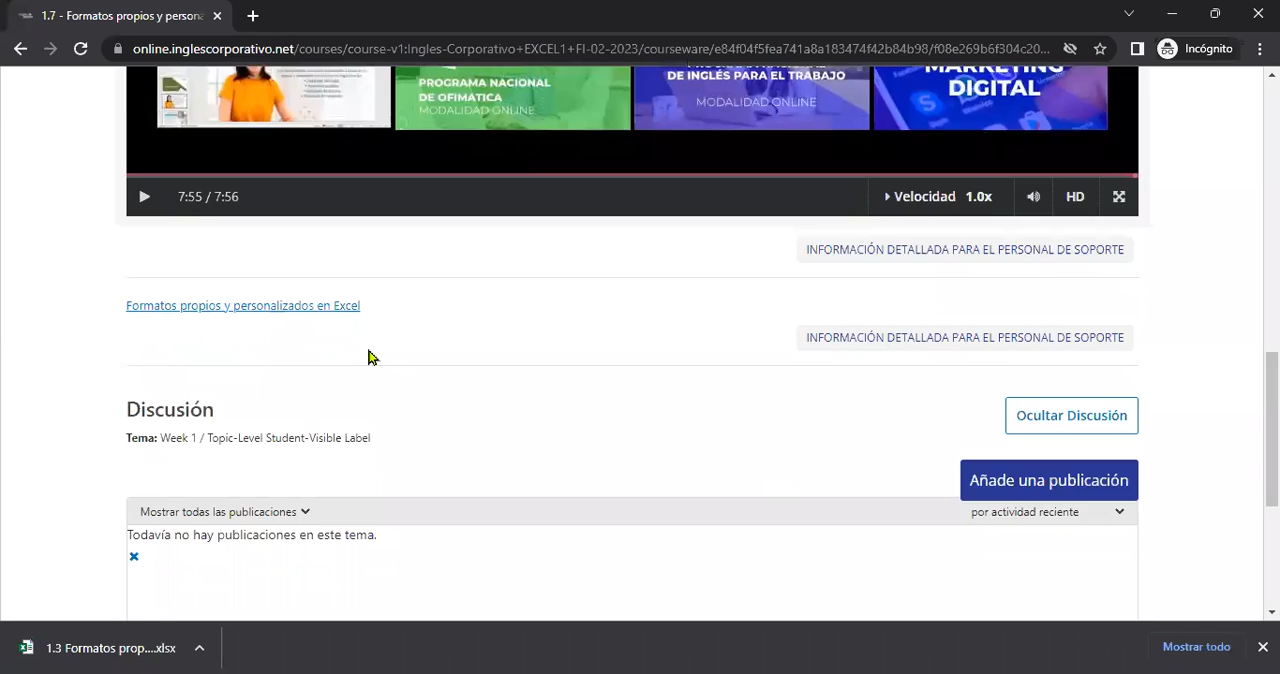 1.7 - Formatos propios y persona
online.inglescorporativo.net/courses/course-v1:Ingles-Corporativo+EXCEL1+FI-02-2023/courseware/e84f04f5fea741a8a183474f42b84b98/f08e269b6f304c20...
Incógnito
PROGRAMA NACIONAL
DE OFIMÁTICA
MODALIDAD ONLINE
DE INGLÉS PARA EL TRABAJO
MODALIDAD ONLINE
MARKETING
DIGITAL
7:55 / 7:56
Velocidad 1.0x
HD
INFORMACIÓN DETALLADA PARA EL PERSONAL DE SOPORTE
Formatos propios y personalizados en Excel
INFORMACIÓN DETALLADA PARA EL PERSONAL DE SOPORTE
Discusión
Ocultar Discusión
Tema: Week 1 / Topic-Level Student-Visible Label
Añade una publicación
Mostrar todas las publicaciones
por actividad reciente
Todavía no hay publicaciones en este tema.
1.3 Formatos prop....xlsx
Mostrar todo